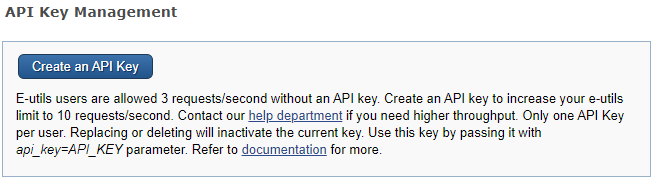 API Key Management
Create an API Key
E-utils users are allowed 3 requests/second without an API key. Create an API key to increase your e-utils
limit to 10 requests/second. Contact our help department if you need higher throughput. Only one API Key
per user. Replacing or deleting will inactivate the current key. Use this key by passing it with
api_key=API_KEY parameter. Refer to documentation for more.